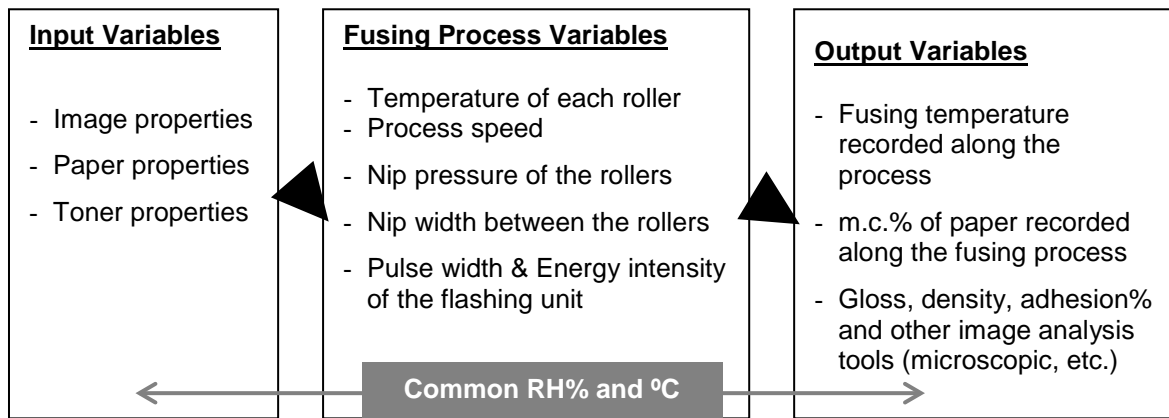 Input Variables
- Image properties
- Paper properties
- Toner properties
Fusing Process Variables
- Temperature of each roller
- Process speed
- Nip pressure of the rollers
- Nip width between the rollers
- Pulse width & Energy intensity
of the flashing unit
Output Variables
- Fusing temperature
recorded along the
process
- m.c.% of paper recorded
along the fusing process
- Gloss, density, adhesion%
and other image analysis
tools (microscopic, etc.)
Common RH% and ºC